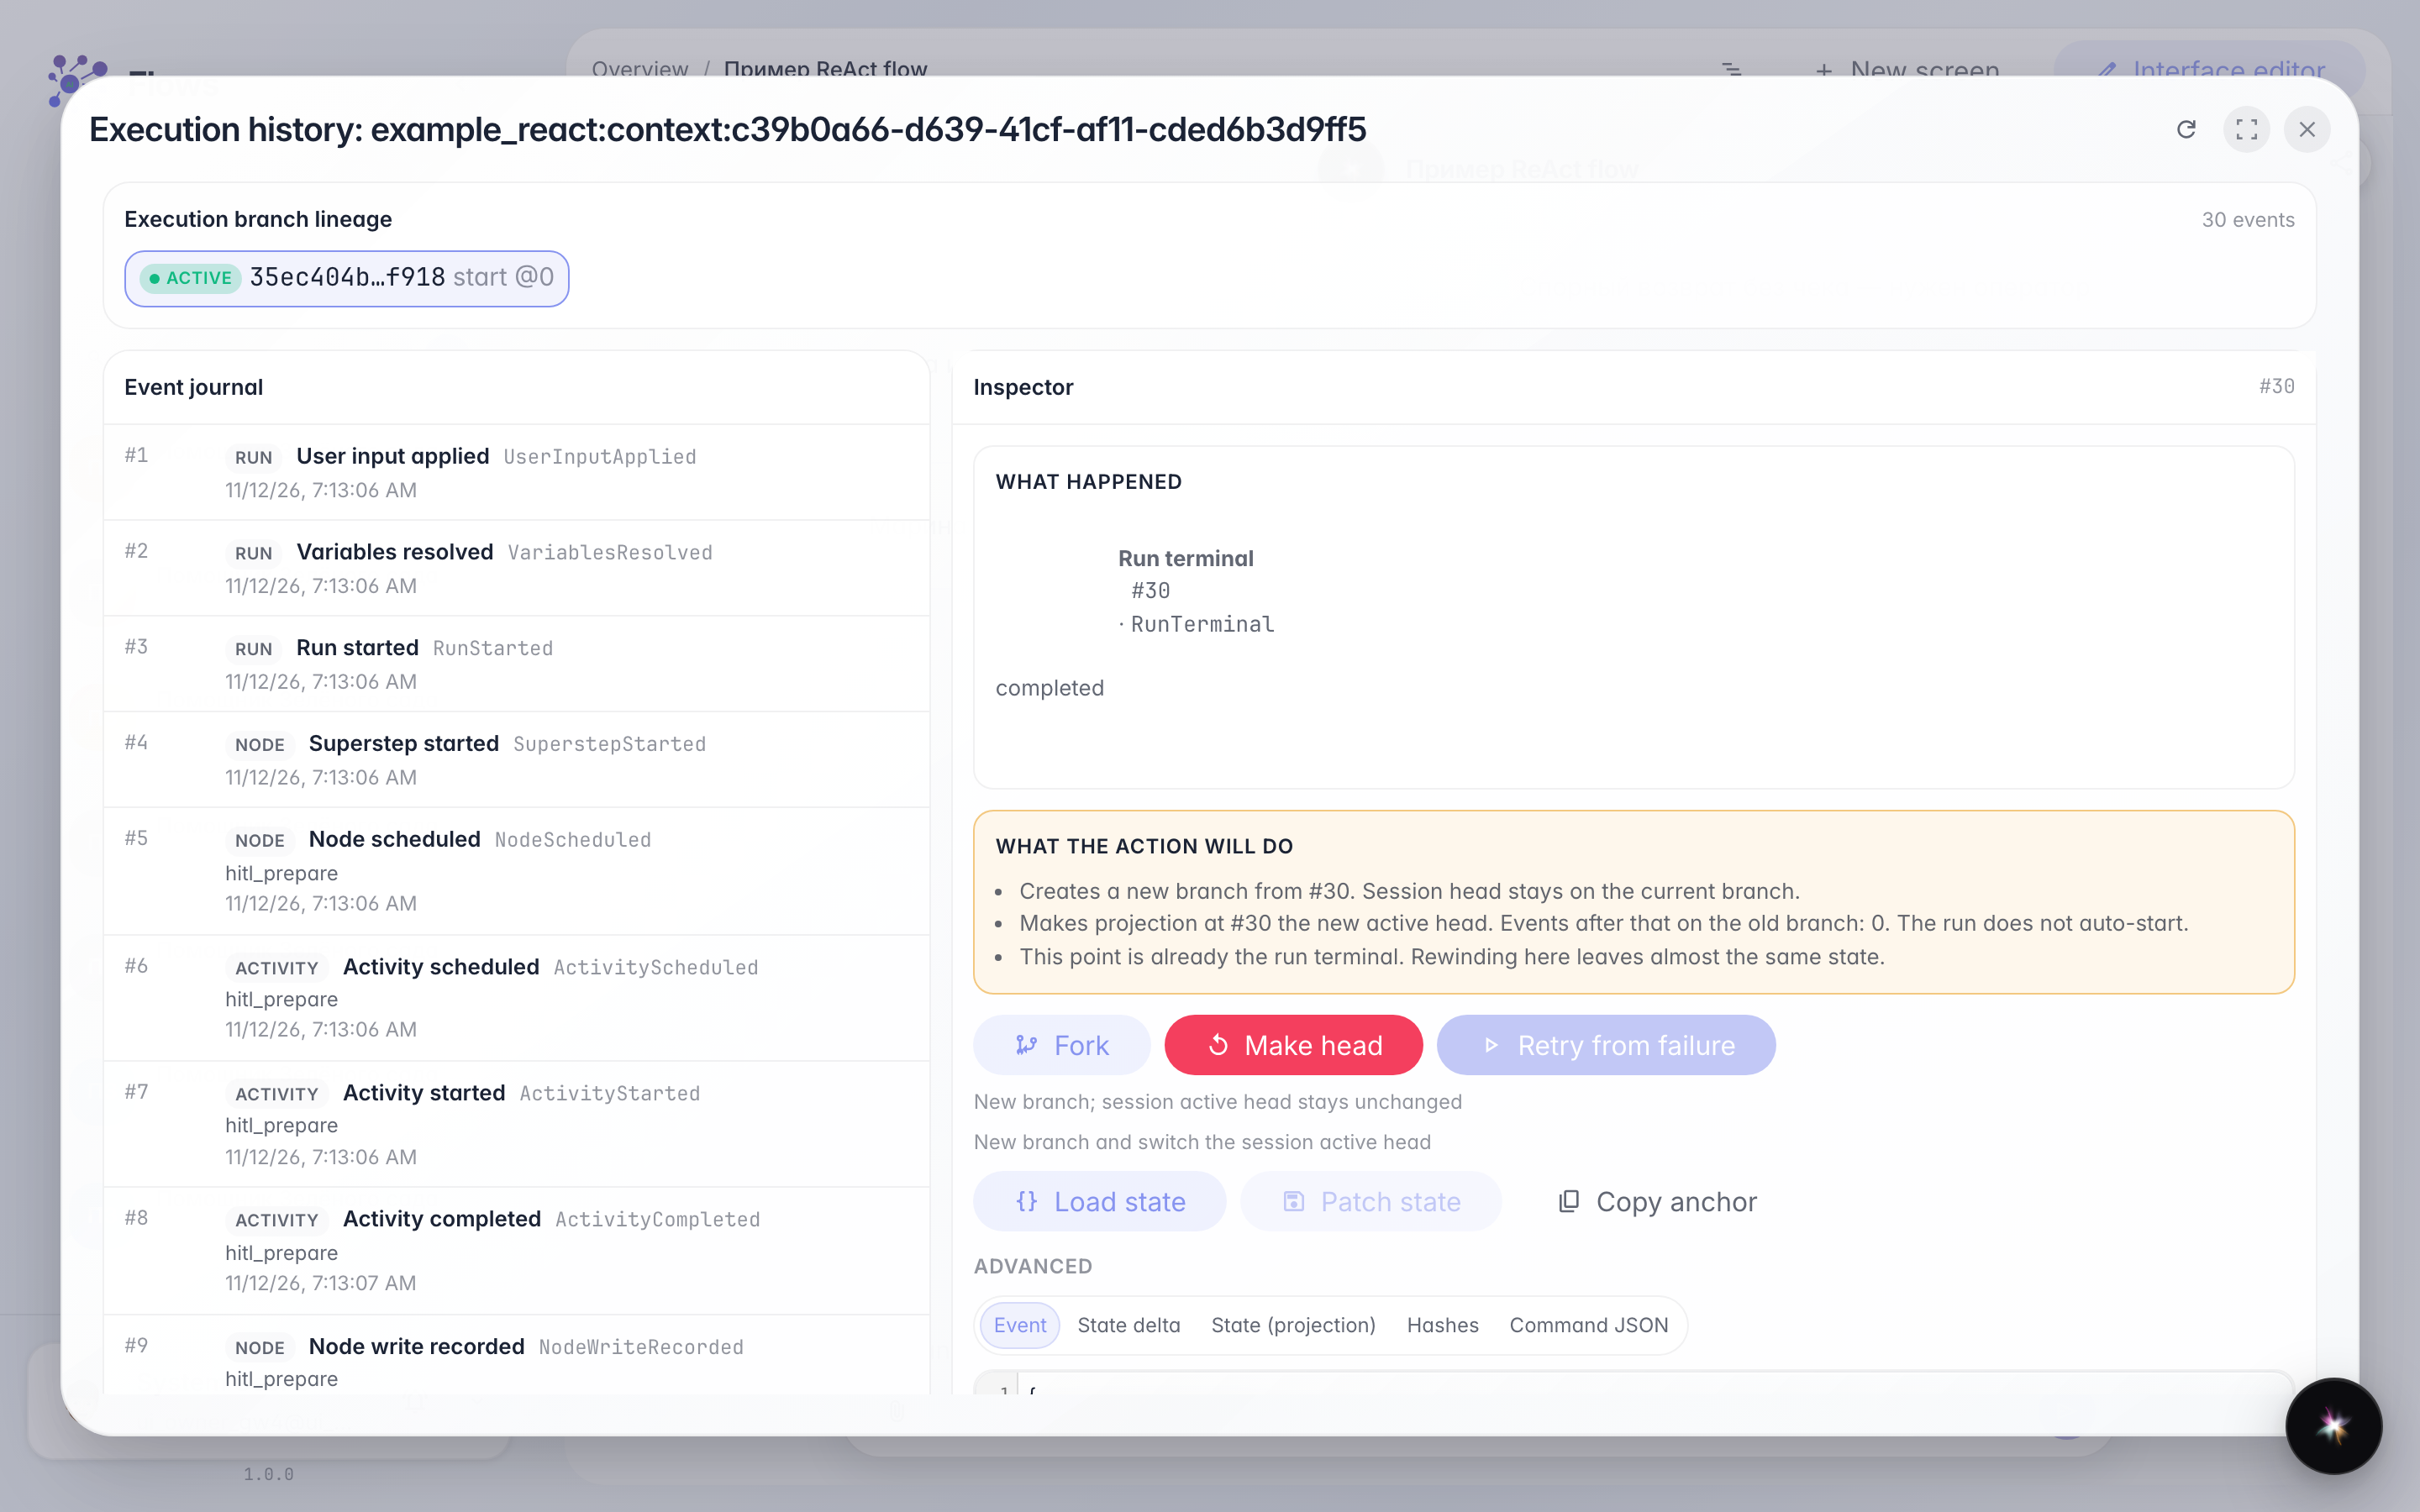 Flows
Overview / Пример ReAct flow
New screen
Interface editor
Execution history: example_react:context:c39b0a66-d639-41cf-af11-cded6b3d9ff5
Пример ReAct flow
Execution branch lineage
30 events
ACTIVE 35ec404b…f918 start @0
Event journal
#1 RUN User input applied UserInputApplied
11/12/26, 7:13:06 AM
#2 RUN Variables resolved VariablesResolved
11/12/26, 7:13:06 AM
#3 RUN Run started RunStarted
11/12/26, 7:13:06 AM
#4 NODE Superstep started SuperstepStarted
11/12/26, 7:13:06 AM
#5 NODE Node scheduled NodeScheduled
hitl_prepare
11/12/26, 7:13:06 AM
#6 ACTIVITY Activity scheduled ActivityScheduled
hitl_prepare
11/12/26, 7:13:06 AM
#7 ACTIVITY Activity started ActivityStarted
hitl_prepare
11/12/26, 7:13:06 AM
#8 ACTIVITY Activity completed ActivityCompleted
hitl_prepare
11/12/26, 7:13:07 AM
#9 NODE Node write recorded NodeWriteRecorded
hitl_prepare
Inspector
#30
WHAT HAPPENED
Run terminal
#30
· RunTerminal
completed
WHAT THE ACTION WILL DO
• Creates a new branch from #30. Session head stays on the current branch.
• Makes projection at #30 the new active head. Events after that on the old branch: 0. The run does not auto-start.
• This point is already the run terminal. Rewinding here leaves almost the same state.
Fork
Make head
Retry from failure
New branch; session active head stays unchanged
New branch and switch the session active head
{} Load state
Patch state
Copy anchor
ADVANCED
Event State delta State (projection) Hashes Command JSON
1 {
1.0.0